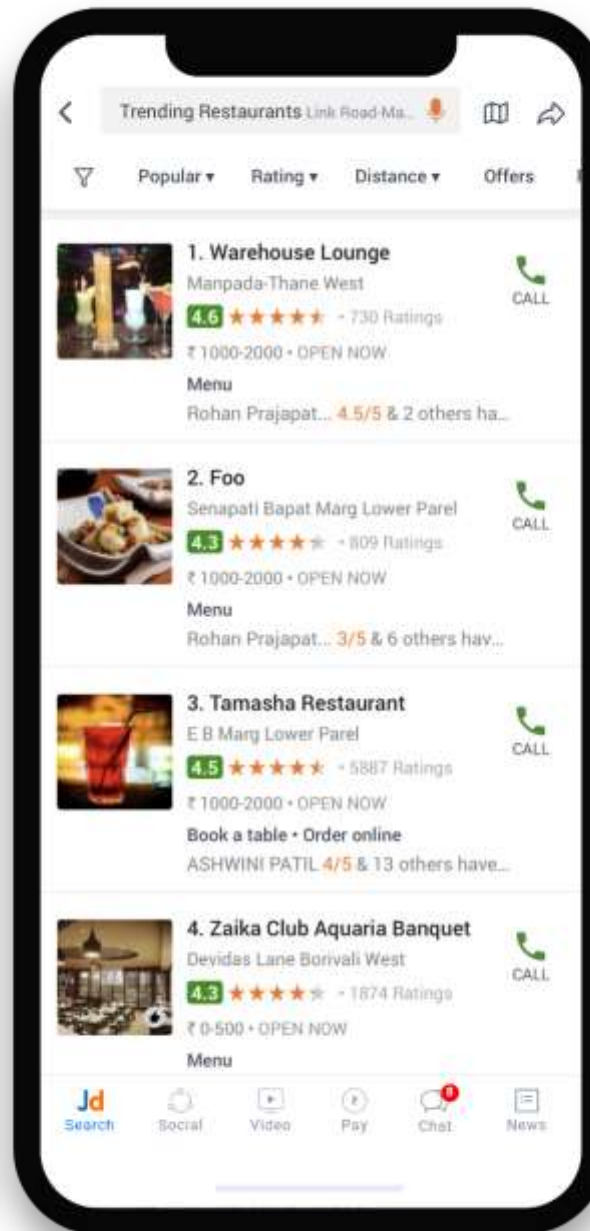 Trending Restaurants Link Road-Ma..
Popular ▾ Rating ▾ Distance ▾ Offers
1. Warehouse Lounge
Manpada-Thane West
4.6 • 730 Ratings
₹ 1000-2000 • OPEN NOW
Menu
Rohan Prajapat... 4.5/5 & 2 others ha...
CALL
2. Foo
Senapati Bapat Marg Lower Parel
4.3 • 809 Ratings
₹ 1000-2000 • OPEN NOW
Menu
Rohan Prajapat... 3/5 & 6 others hav...
CALL
3. Tamasha Restaurant
E B Marg Lower Parel
4.5 • 5887 Ratings
₹ 1000-2000 • OPEN NOW
Book a table • Order online
ASHWINI PATIL 4/5 & 13 others have...
CALL
4. Zaika Club Aquaria Banquet
Devidas Lane Borivali West
4.3 • 1874 Ratings
₹ 0-500 • OPEN NOW
Menu
CALL
Jd 8
Search Social Video Pay Chat News